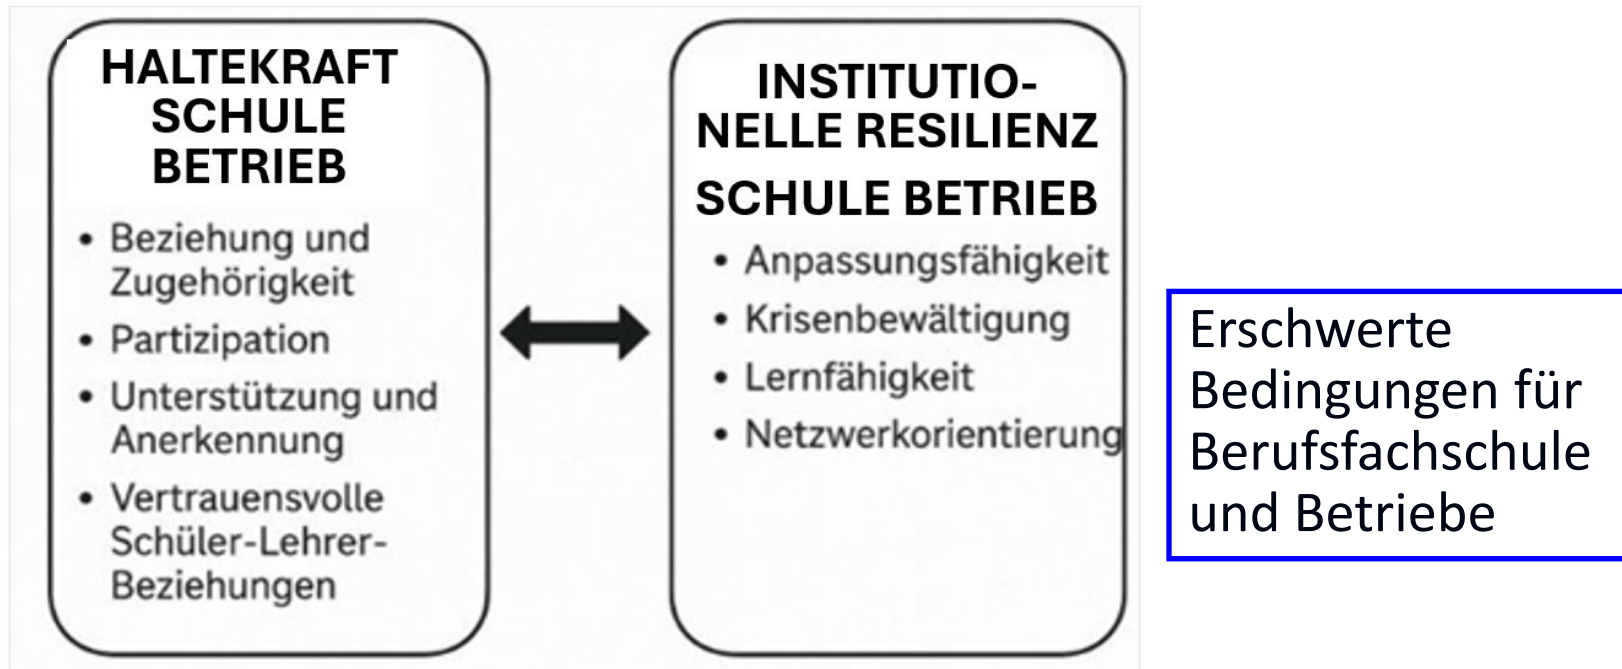 HALTEKRAFT
SCHULE
BETRIEB
• Beziehung und
Zugehörigkeit
• Partizipation
• Unterstützung und
Anerkennung
• Vertrauensvolle
Schüler-Lehrer-
Beziehungen
INSTITUTIO-
NELLE RESILIENZ
SCHULE BETRIEB
• Anpassungsfähigkeit
• Krisenbewältigung
• Lernfähigkeit
• Netzwerkorientierung
Erschwerte
Bedingungen für
Berufsfachschule
und Betriebe